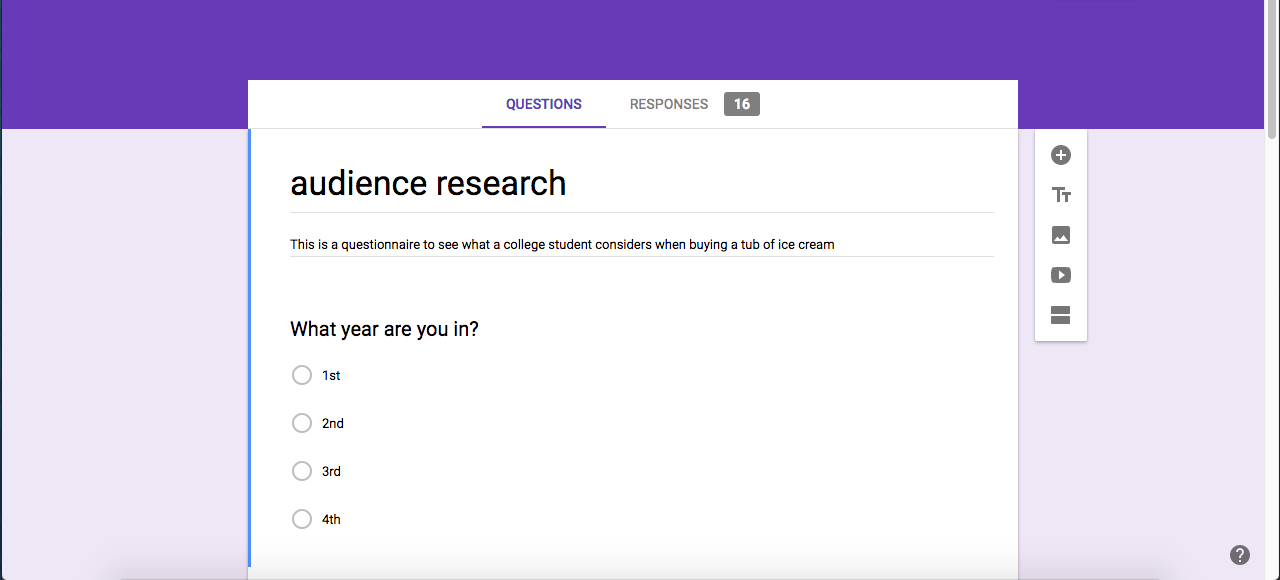 QUESTIONS RESPONSES 16
audience research
This is a questionnaire to see what a college student considers when buying a tub of ice cream
What year are you in?
1st
2nd
3rd
4th